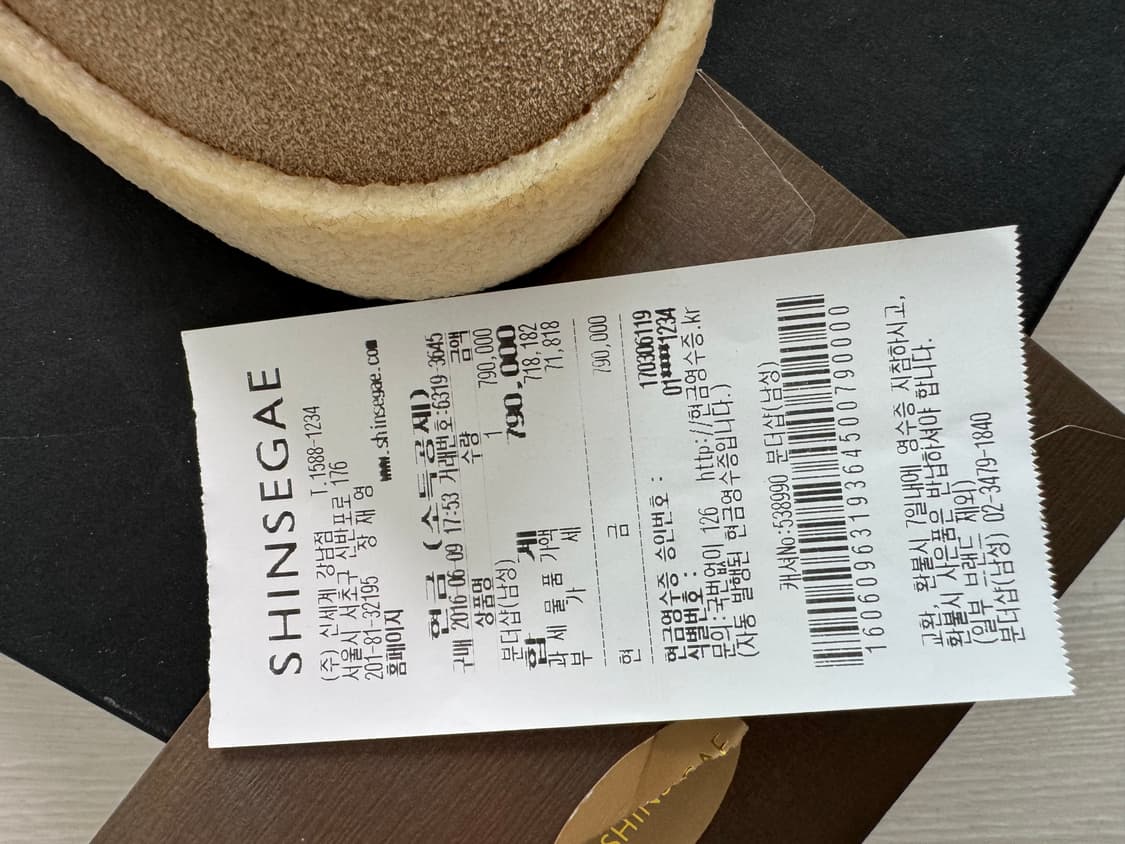 SHINSEGAE
(주) 신세계 강남점 T.1588-1234
서울시 서초구 신반포로 176
201-81-32195 장 재 영
홈페이지 www.shinsegae.com
현금 (소득공제)
구매 2016-06-09 17:53 거래번호:6319-3645
상품명 수량 금액
분더샵(남성) 1 790,000
합 계 790,000
과 세 물 품 가 액 718,182
부 가 세 71,818
현 금 790,000
현금영수증 승인번호 : 170306119
식별번호 : 01****1234
문의:국번없이 126 http://현금영수증.kr
(자동 발행된 현금영수증입니다.)
캐셔No:538990 분더샵(남성)
160609631936450079​0000
교환, 환불시 7일내에 영수증 지참하시고,
환불시 사은품은 반납하셔야 합니다.
(일부 브랜드 제외)
분더샵(남성) 02-3479-1840
SHINSEGAE